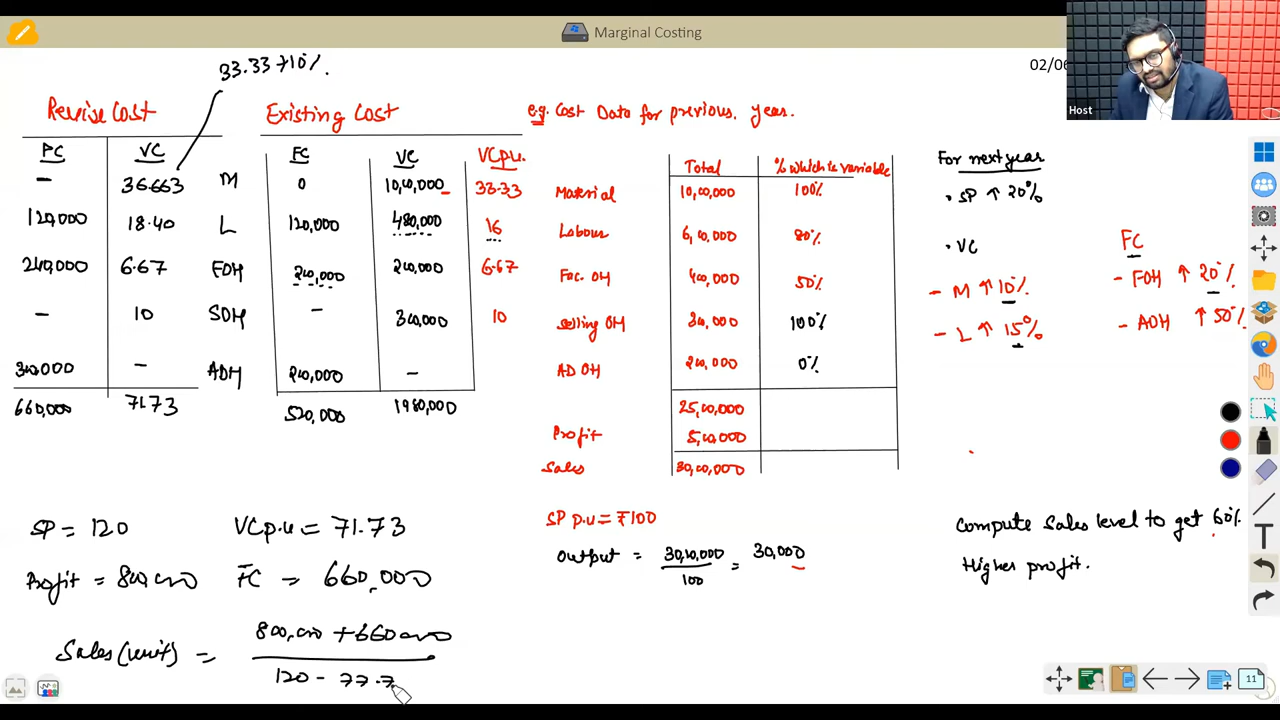 Marginal Costing
02/06
Host
33.33 +10%.
Revise Cost
FC VC
— 36.663 M
120,000 18.40 L
240,000 6.67 FOH
— 10 SOH
300,000 — AOH
660,000 71.73
Existing Cost
FC VC VCp.u.
0 10,00,000 33.33
120,000 480,000 16
200,000 200,000 6.67
— 300,000 10
200,000 —
520,000 1980,000
e.g. Cost Data for previous year.
Total % which is variable
Material 10,00,000 100%
Labour 6,00,000 80%
Fac. OH 400,000 50%
Selling OH 300,000 100%
AD OH 200,000 0%
25,00,000
Profit 5,00,000
Sales 30,00,000
For next year
• SP ↑ 20%
• VC
- M ↑ 10%
- L ↑ 15%
FC
- FOH ↑ 20%
- AOH ↑ 50%
SP = 120 VC p.u = 71.73
Profit = 800,000 FC = 660,000
Sales (unit) = 800,000 + 660000
120 - 77.7
SP p.u = ₹100
Output = 30,00,000 = 30,000
100
Compute Sales level to get 60%
Higher profit.
11